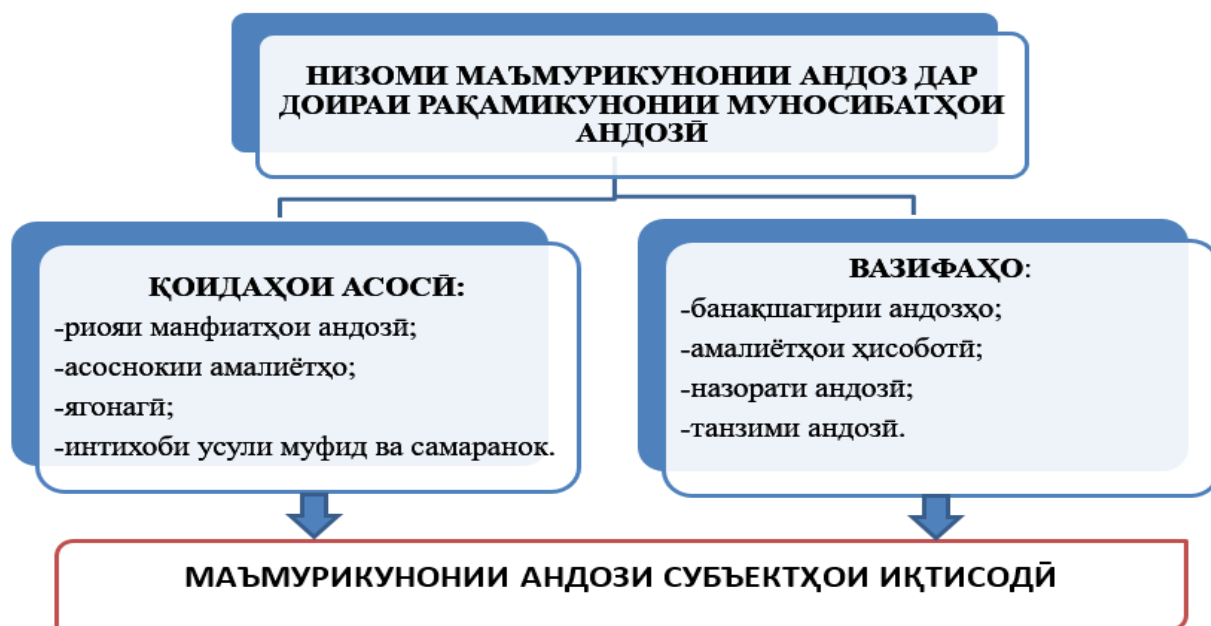 НИЗОМИ МАЪМУРИКУНОНИИ АНДОЗ ДАР
ДОИРАИ РАҚАМИКУНОНИИ МУНОСИБАТҲОИ
АНДОЗӢ
ҚОИДАҲОИ АСОСӢ:
-риояи манфиатҳои андозӣ;
-асоснокии амалиётҳо;
-ягонагӣ;
-интихоби усули муфид ва самаранок.
ВАЗИФАҲО:
-банақшагирии андозҳо;
-амалиётҳои ҳисоботӣ;
-назорати андозӣ;
-танзими андозӣ.
МАЪМУРИКУНОНИИ АНДОЗИ СУБЪЕКТҲОИ ИҚТИСОДӢ